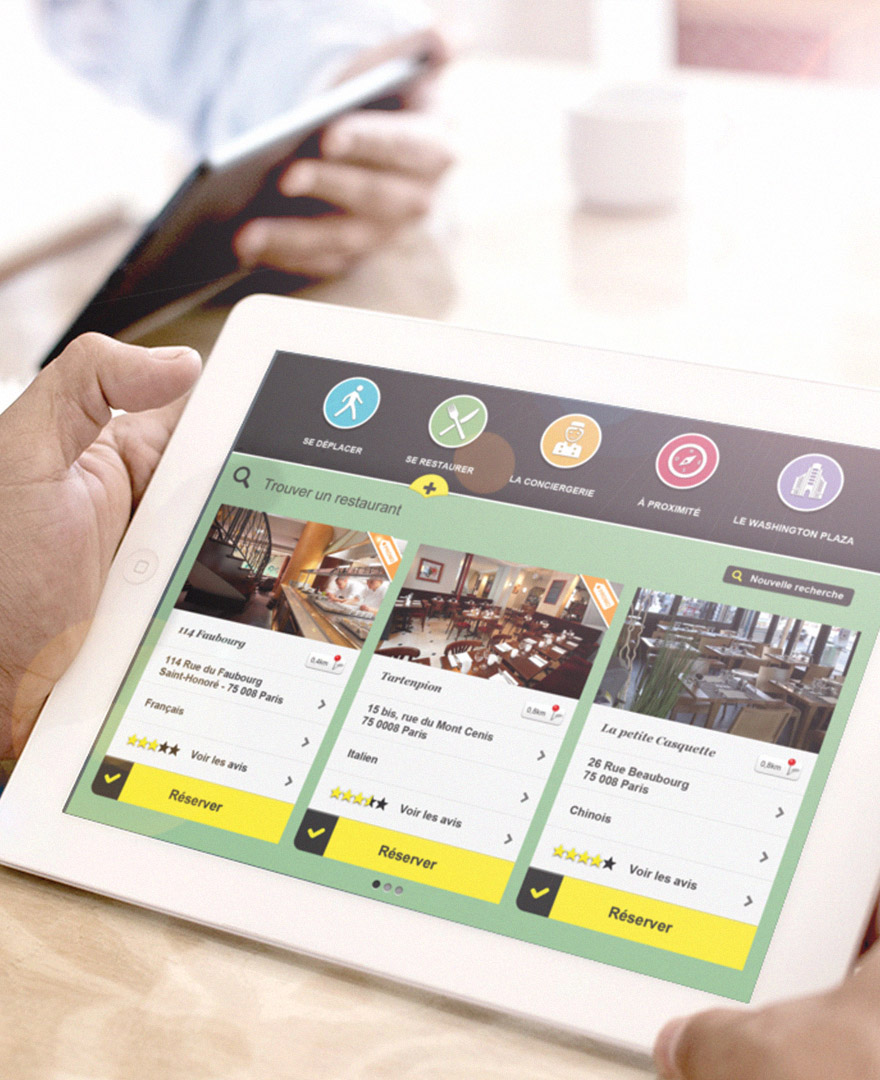 SE DÉPLACER
SE RESTAURER
LA CONCIERGERIE
À PROXIMITÉ
LE WASHINGTON PLAZA
Trouver un restaurant
Nouvelle recherche
114 Faubourg
0,4km
114 Rue du Faubourg
Saint-Honoré - 75 008 Paris
Français
Voir les avis
Réserver
Tartenpion
0,8km
15 bis, rue du Mont Cenis
75 0008 Paris
Italien
Voir les avis
Réserver
La petite Casquette
0,8km
26 Rue Beaubourg
75 008 Paris
Chinois
Voir les avis
Réserver